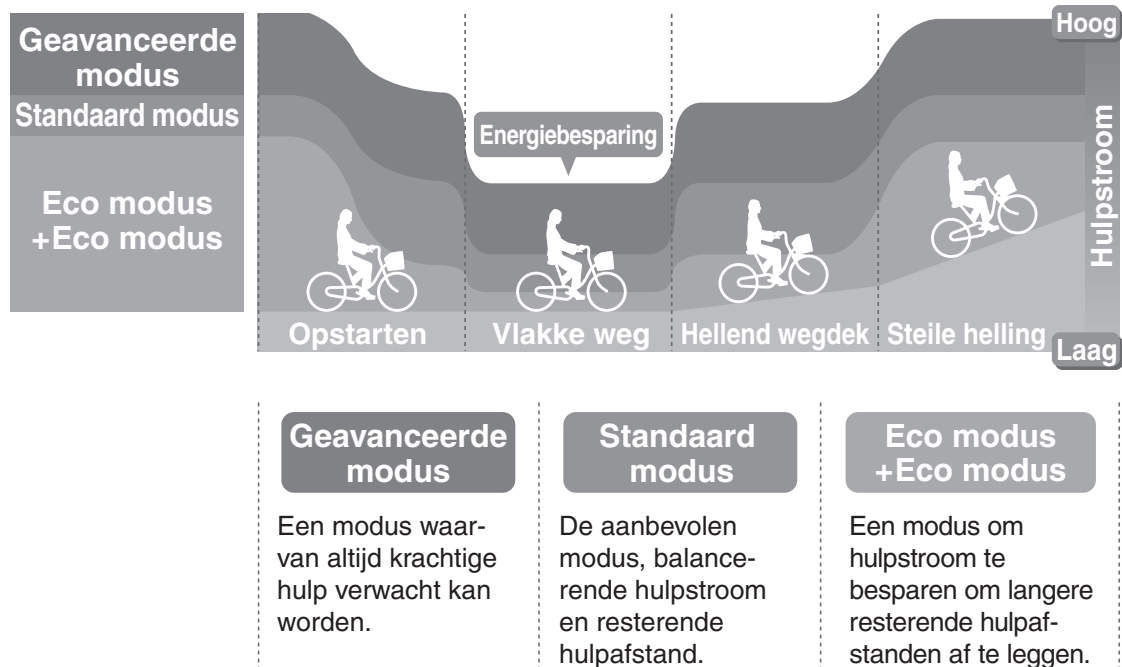 Geavanceerde
modus
Standaard modus
Eco modus
+Eco modus
Hoog
Energiebesparing
Hulpstroom
Opstarten
Vlakke weg
Hellend wegdek
Steile helling
Laag
Geavanceerde
modus
Een modus waar-
van altijd krachtige
hulp verwacht kan
worden.
Standaard
modus
De aanbevolen
modus, balance-
rende hulpstroom
en resterende
hulpafstand.
Eco modus
+Eco modus
Een modus om
hulpstroom te
besparen om langere
resterende hulpaf-
standen af te leggen.